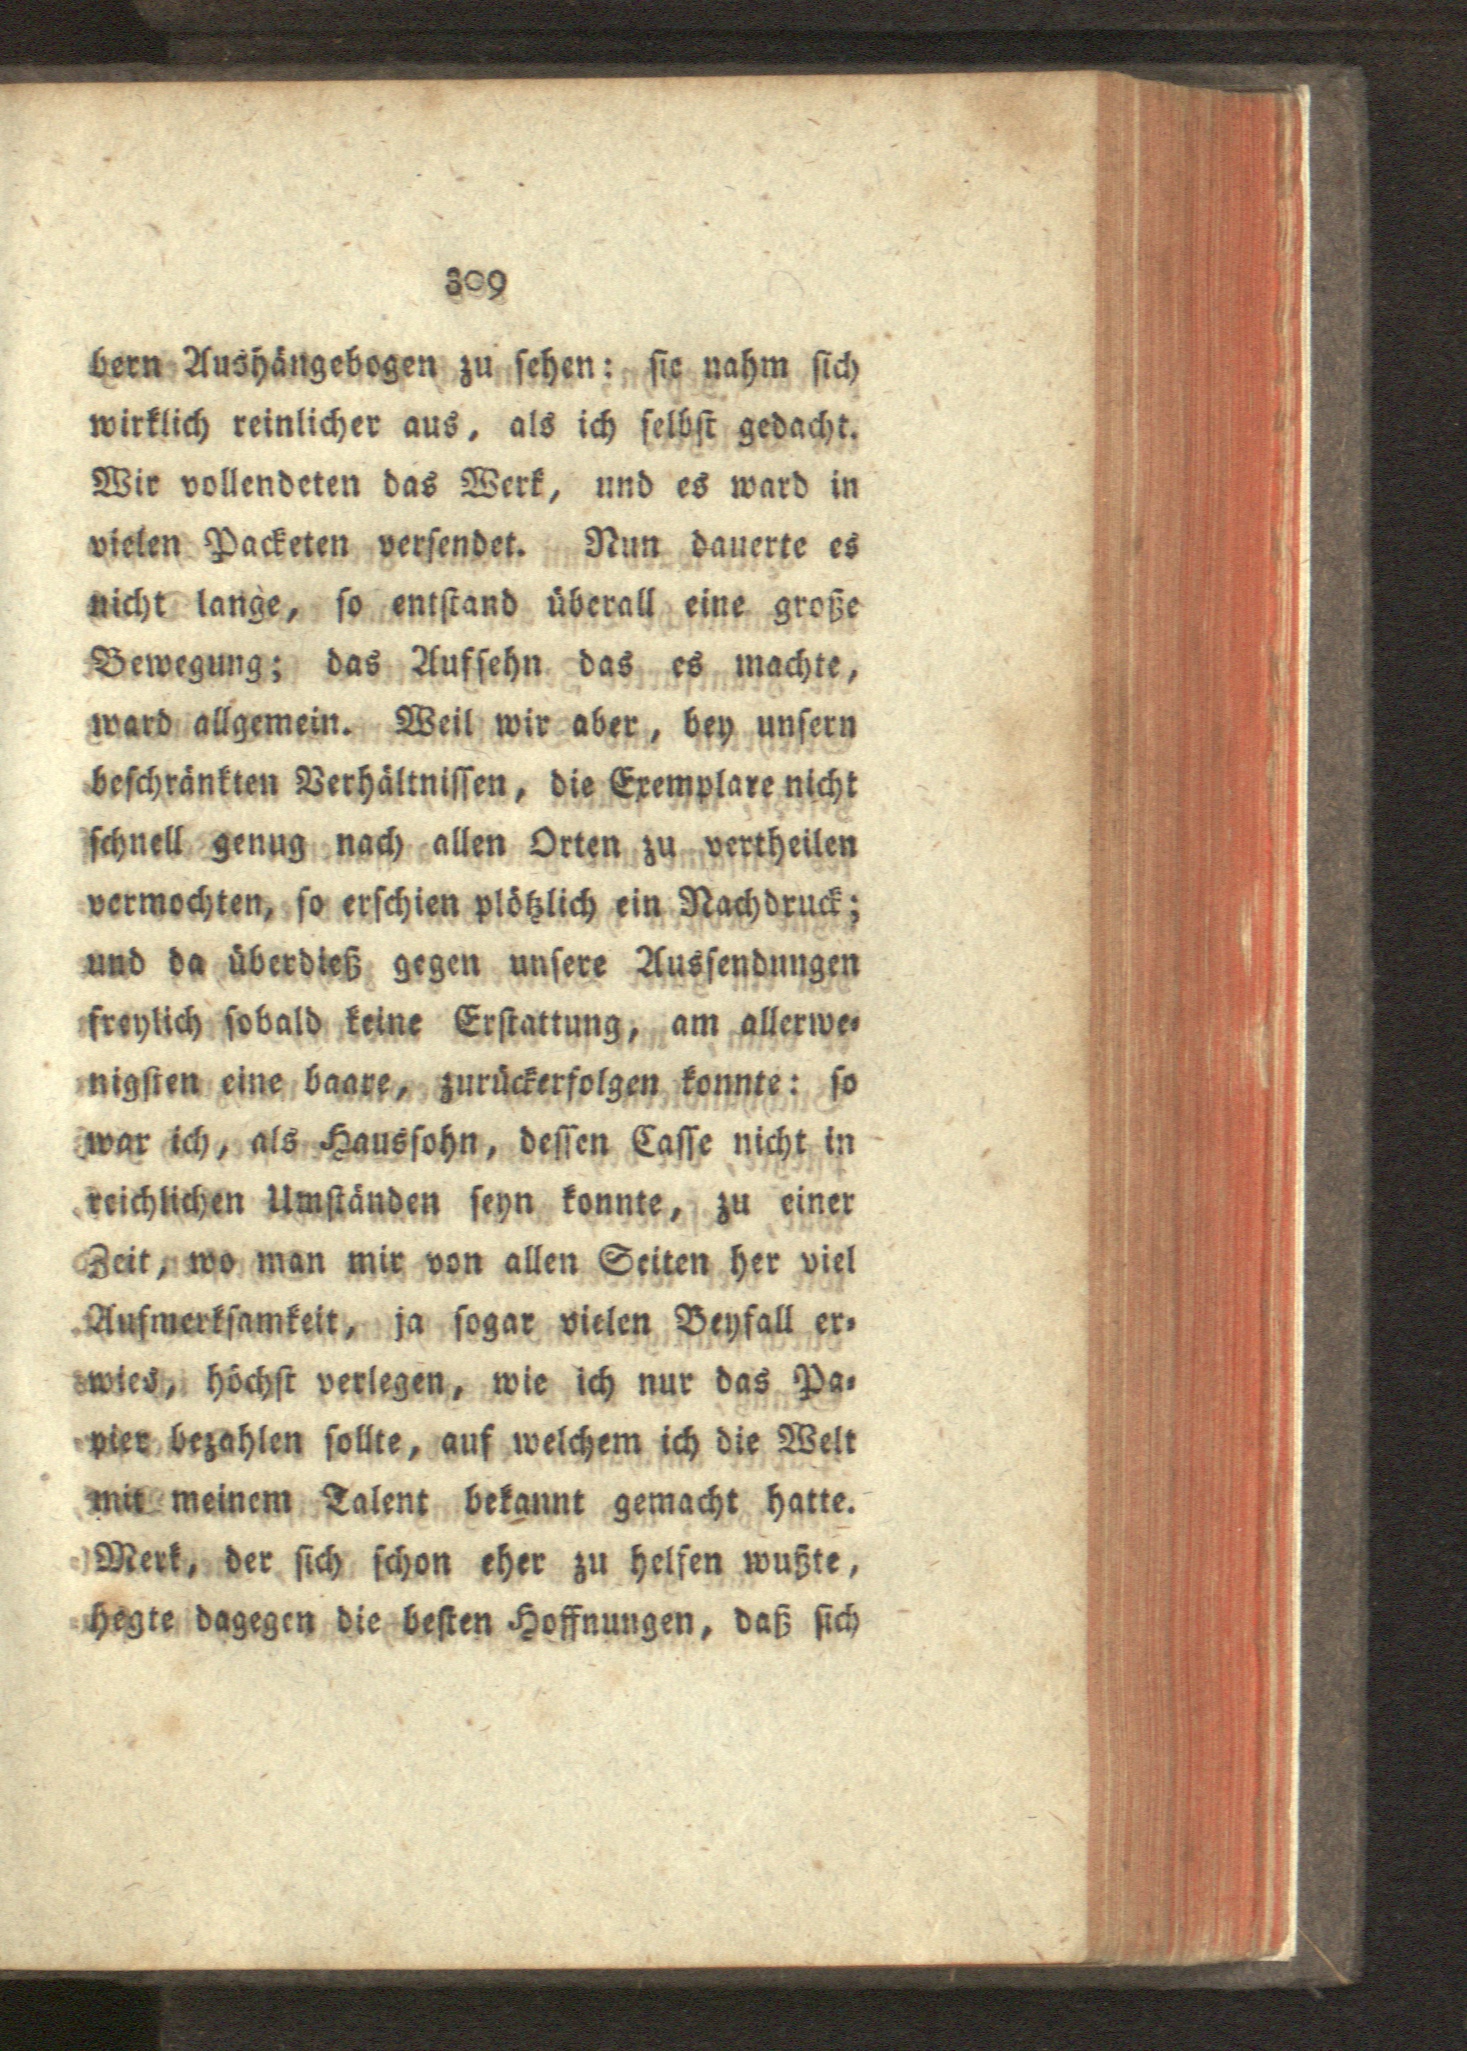 309
bern Aushängebogen zu sehen: sie nahm sich
wirklich reinlicher aus, als ich selbst gedacht.
Wir vollendeten das Werk, und es ward in
vielen Packeten versendet. Nun dauerte es
nicht lange, so entstand überall eine große
Bewegung; das Aufsehn das es machte,
ward allgemein. Weil wir aber, bey unsern
beschränkten Verhältnissen, die Exemplare nicht
schnell genug nach allen Orten zu vertheilen
vermochten, so erschien plötzlich ein Nachdruck;
und da überdieß gegen unsere Aussendungen
freylich sobald keine Erstattung, am allerwe-
nigsten eine baare, zurückerfolgen konnte: so
war ich, als Haussohn, dessen Casse nicht in
reichlichen Umständen seyn konnte, zu einer
Zeit, wo man mir von allen Seiten her viel
Aufmerksamkeit, ja sogar vielen Beyfall er-
wies, höchst verlegen, wie ich nur das Pa-
pier bezahlen sollte, auf welchem ich die Welt
mit meinem Talent bekannt gemacht hatte.
Merk, der sich schon eher zu helfen wußte,
hegte dagegen die besten Hoffnungen, daß sich